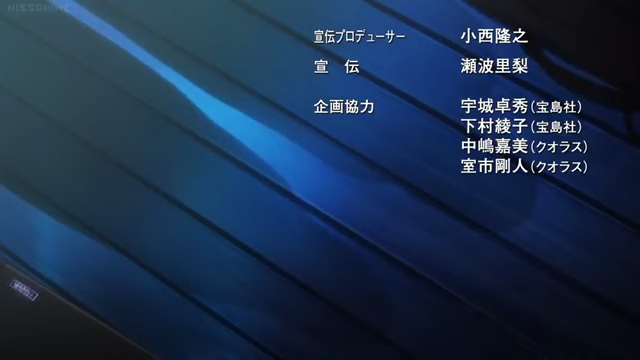 KISSANIME
宣伝プロデューサー 小西隆之
宣 伝 瀬波里梨
企画協力 宇城卓秀(宝島社)
下村綾子(宝島社)
中嶋嘉美(クオラス)
室市剛人(クオラス)